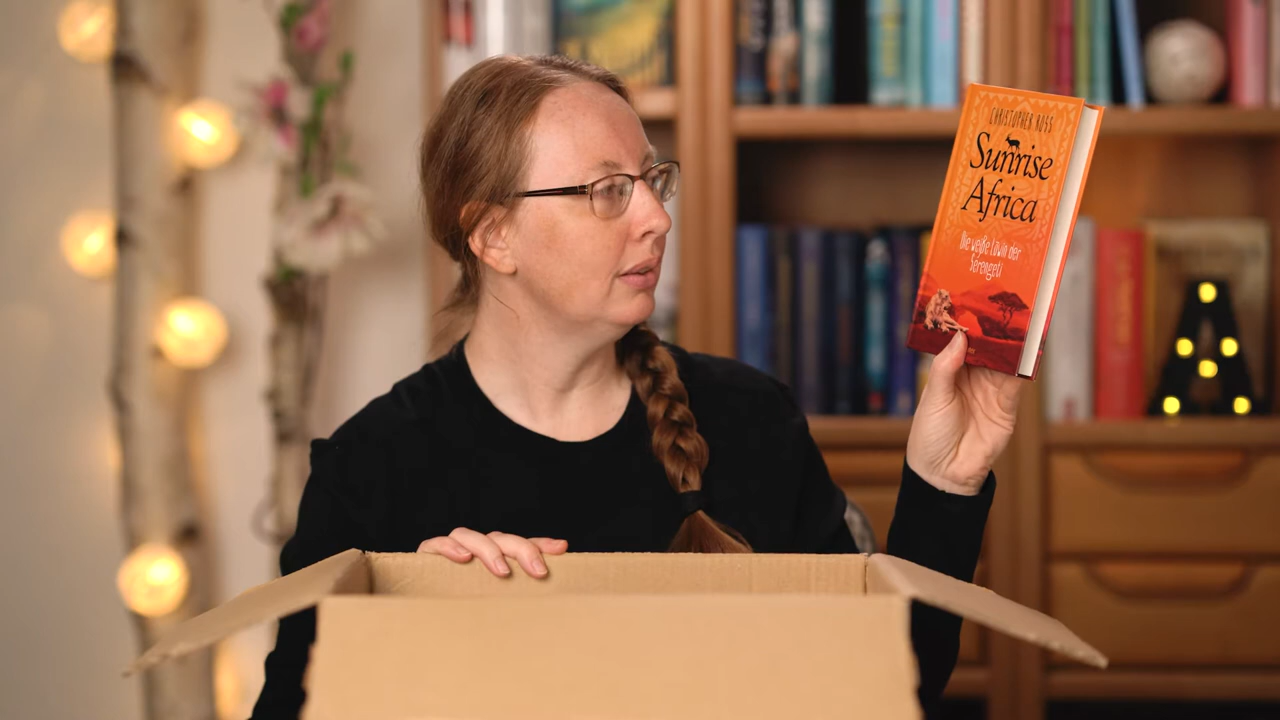 CHRISTOPHER ROSS
Sunrise
Africa
Die weiße Löwin der
Serengeti
A